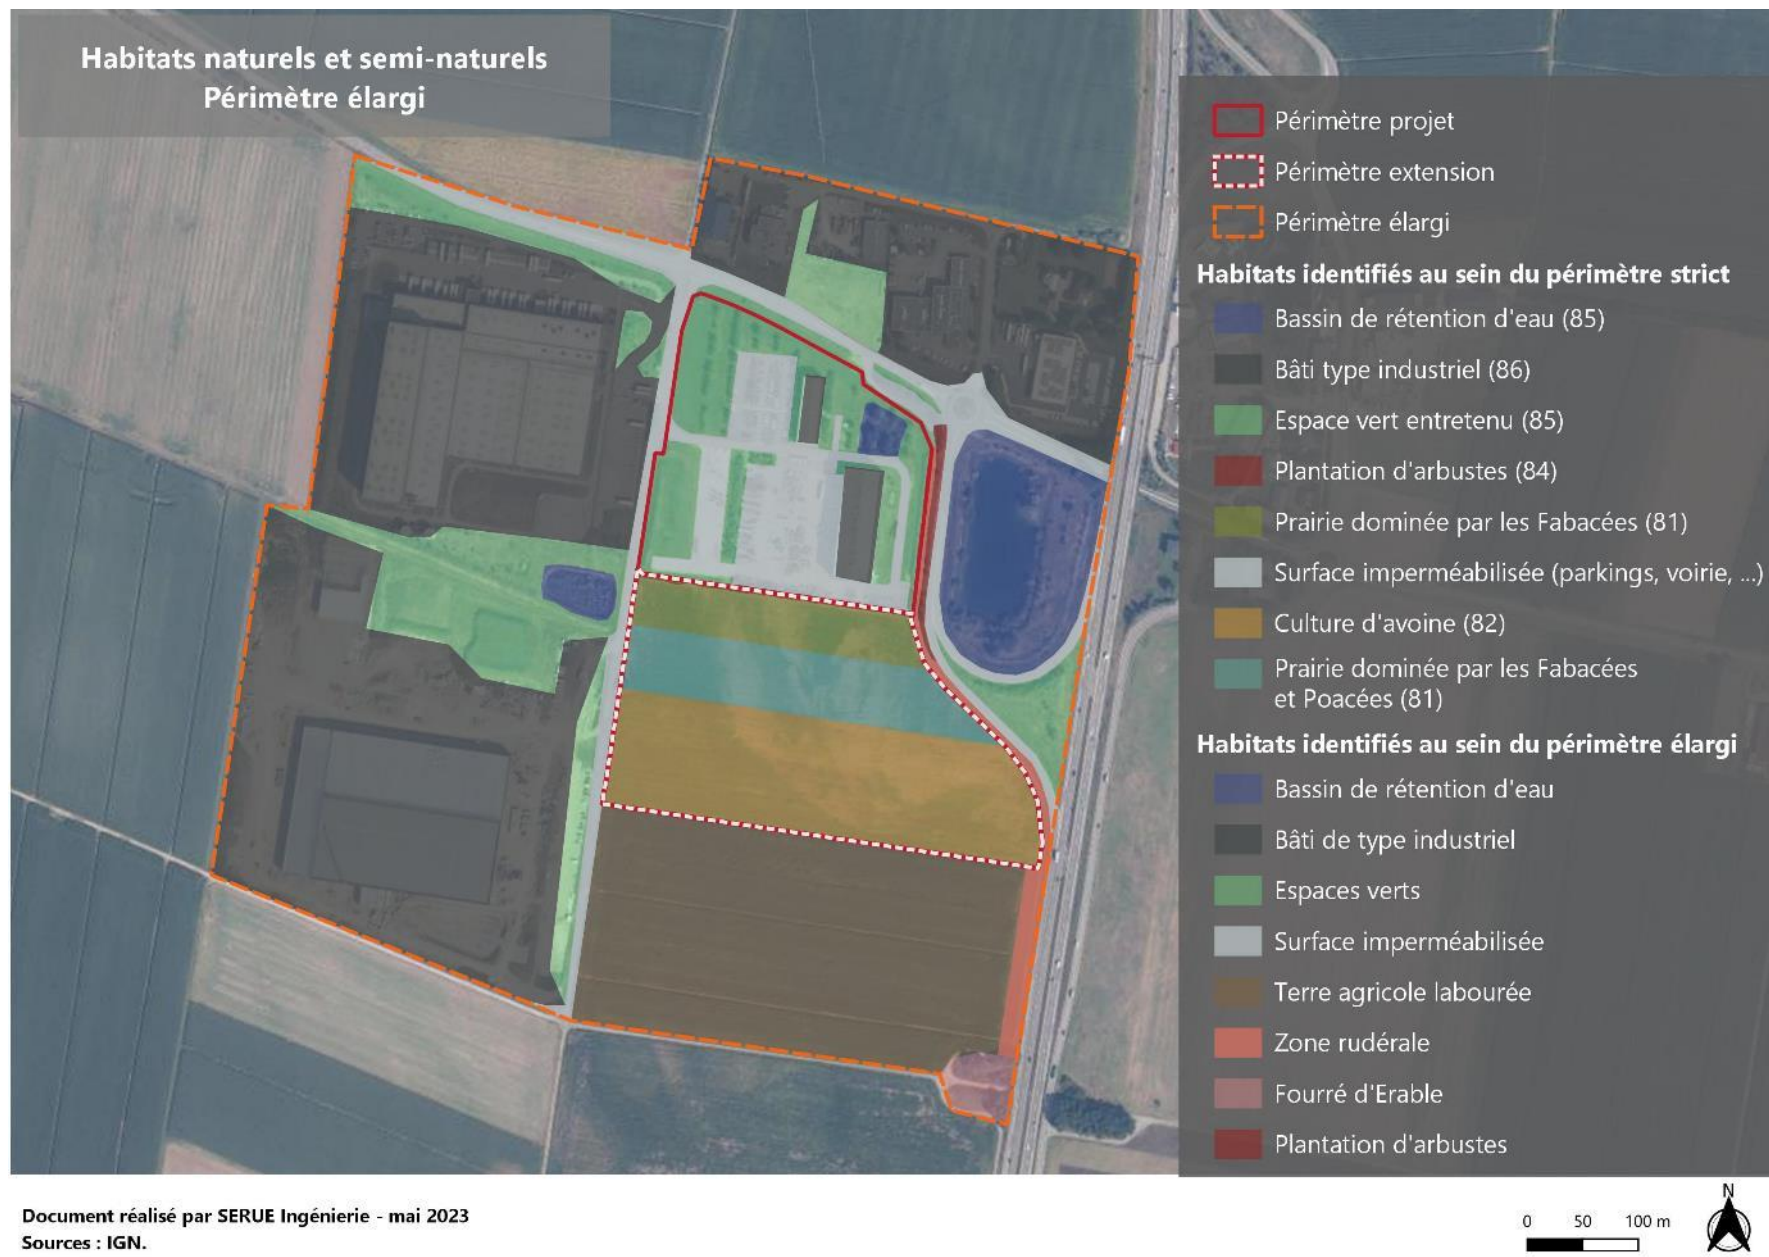 Habitats naturels et semi-naturels
Périmètre élargi
Périmètre projet
Périmètre extension
Périmètre élargi
Habitats identifiés au sein du périmètre strict
Bassin de rétention d'eau (85)
Bâti type industriel (86)
Espace vert entretenu (85)
Plantation d'arbustes (84)
Prairie dominée par les Fabacées (81)
Surface imperméabilisée (parkings, voirie, ...)
Culture d'avoine (82)
Prairie dominée par les Fabacées
et Poacées (81)
Habitats identifiés au sein du périmètre élargi
Bassin de rétention d'eau
Bâti de type industriel
Espaces verts
Surface imperméabilisée
Terre agricole labourée
Zone rudérale
Fourré d'Erable
Plantation d'arbustes
Document réalisé par SERUE Ingénierie - mai 2023
Sources : IGN.
0 50 100 m
N